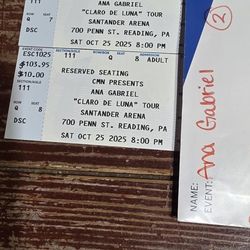 111
ANA GABRIEL
Q 7
"CLARO DE LUNA" TOUR
SANTANDER ARENA
DSC
700 PENN ST. READING, PA
SAT OCT 25 2025 8:00 PM
ESC1025
111 Q 8 ADULT
$103.95
RESERVED SEATING
$10.00
CMN PRESENTS
111
ANA GABRIEL
Q 8
"CLARO DE LUNA" TOUR
SANTANDER ARENA
DSC
700 PENN ST. READING, PA
SAT OCT 25 2025 8:00 PM
2
NAME:
EVENT: Ana Gabriel